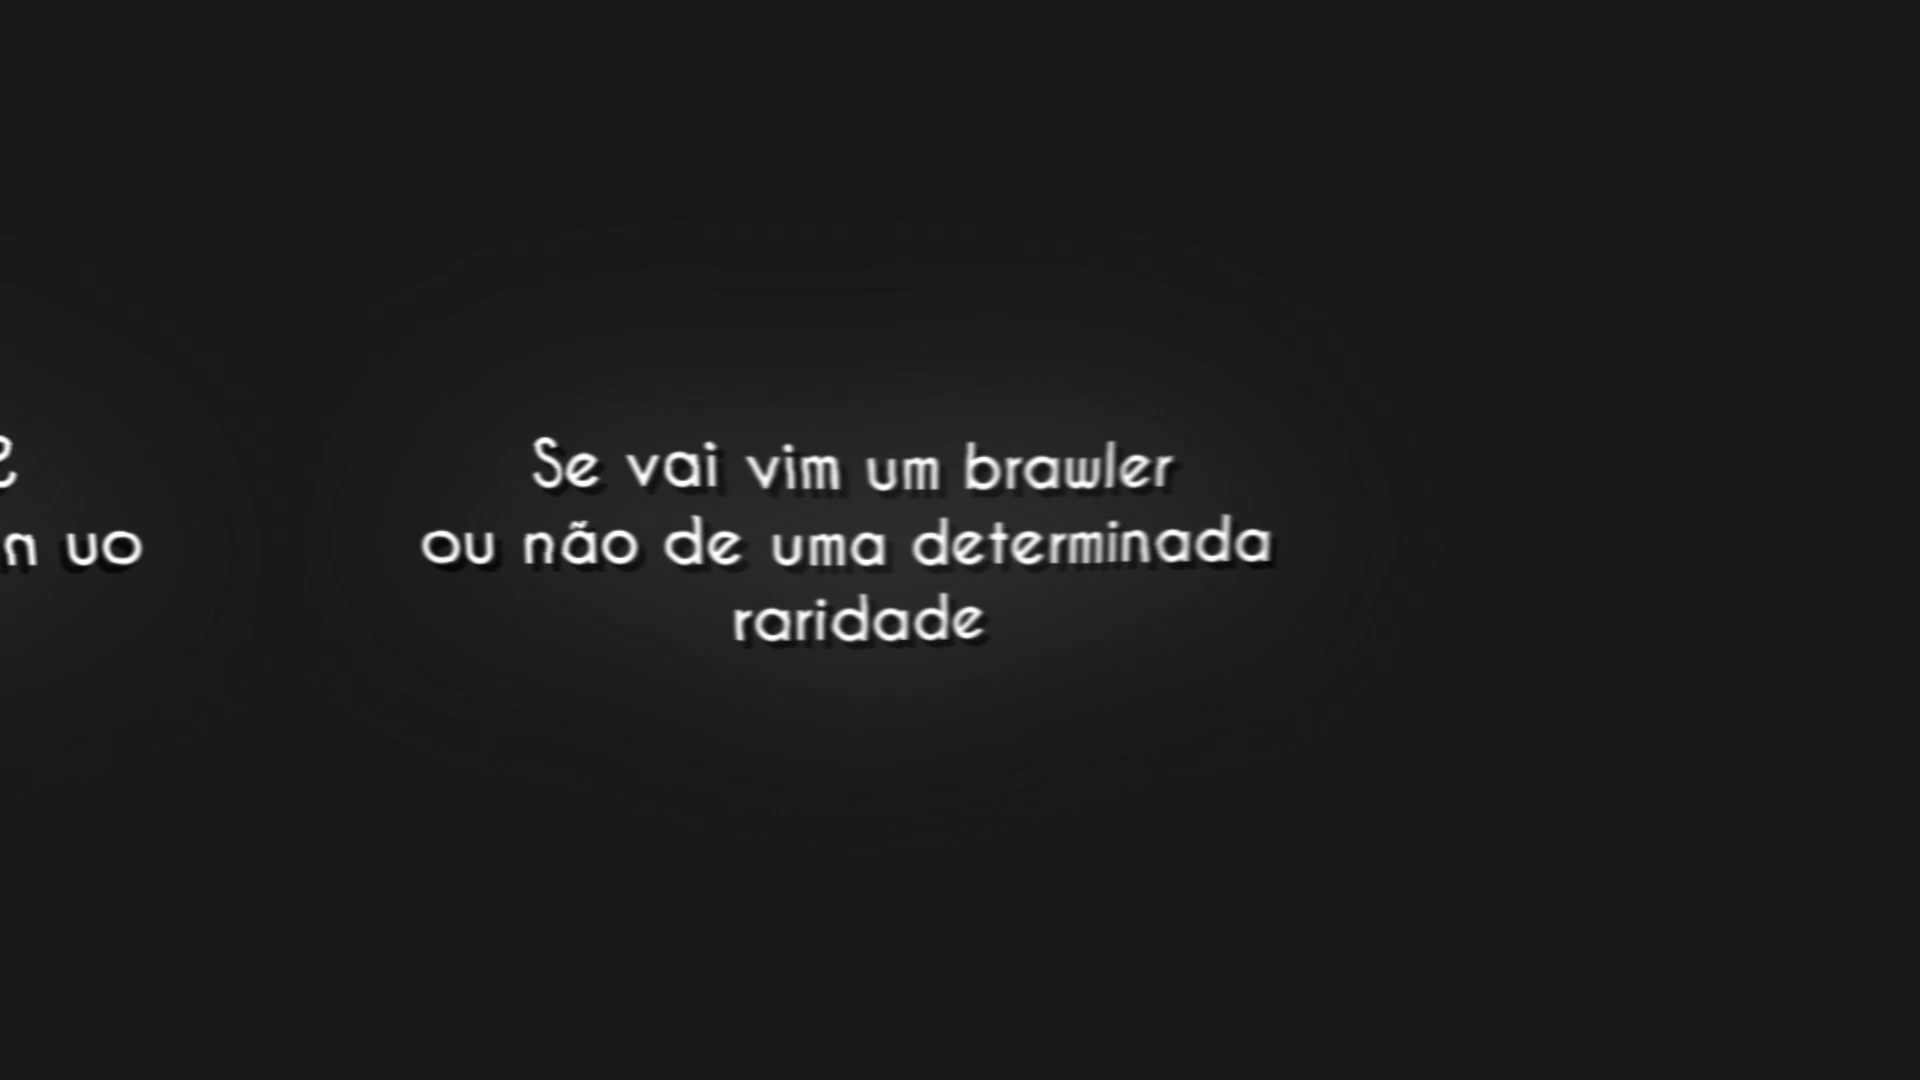 Se vai vim um brawler
ou não de uma determinada
raridade